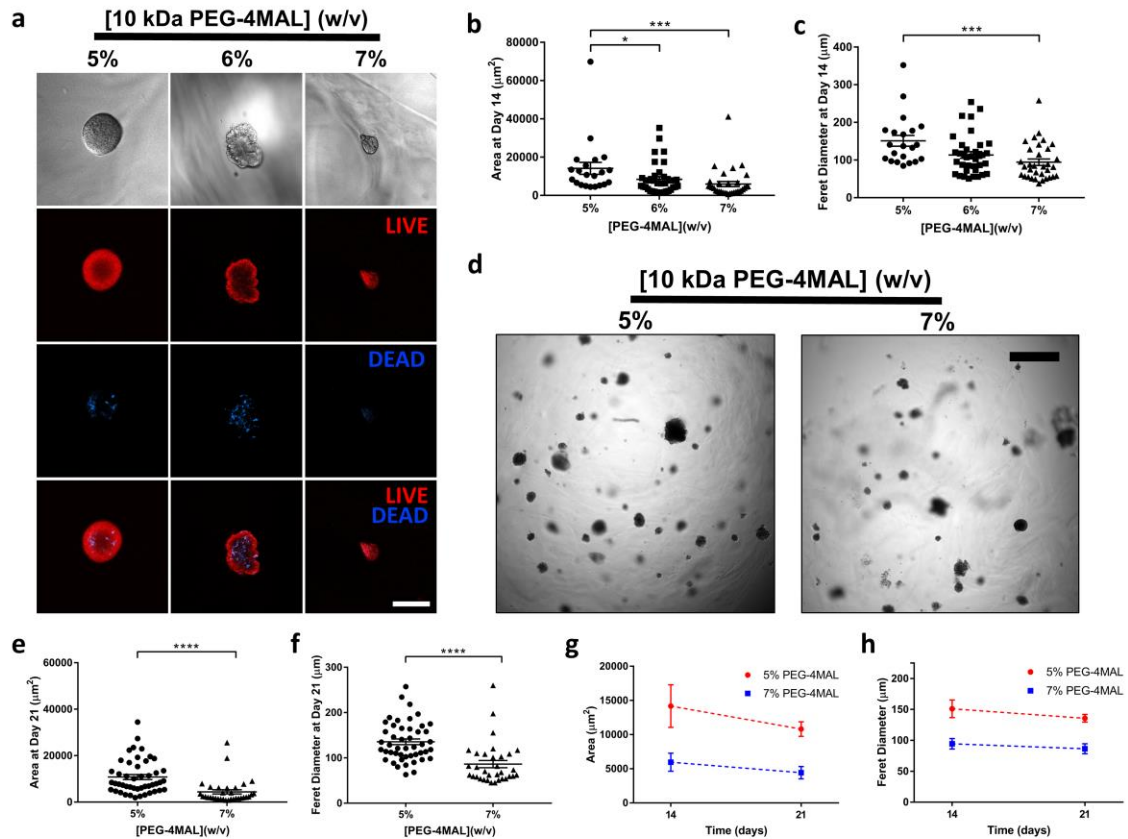 a
[10 kDa PEG-4MAL] (w/v)
5% 6% 7%
LIVE
DEAD
LIVE
DEAD
b
***
*
80000
60000
40000
20000
0
Area at Day 14 (μm²)
5% 6% 7%
[PEG-4MAL](w/v)
c
***
400
300
200
100
0
Feret Diameter at Day 14 (μm)
5% 6% 7%
[PEG-4MAL](w/v)
d
[10 kDa PEG-4MAL] (w/v)
5% 7%
e
****
60000
40000
20000
0
Area at Day 21 (μm²)
5% 7%
[PEG-4MAL](w/v)
f
****
300
200
100
0
Feret Diameter at Day 21 (μm)
5% 7%
[PEG-4MAL](w/v)
g
5% PEG-4MAL
7% PEG-4MAL
20000
15000
10000
5000
0
Area (μm²)
14 21
Time (days)
h
5% PEG-4MAL
7% PEG-4MAL
200
150
100
50
0
Feret Diameter (μm)
14 21
Time (days)